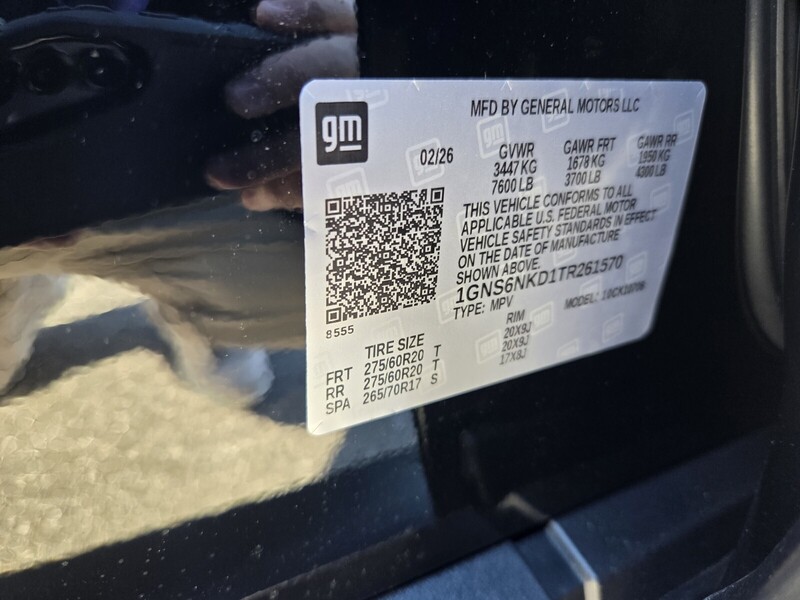 gm
MFD BY GENERAL MOTORS LLC
02/26
GVWR GAWR FRT GAWR RR
3447 KG 1678 KG 1950 KG
7600 LB 3700 LB 4300 LB
THIS VEHICLE CONFORMS TO ALL
APPLICABLE U.S. FEDERAL MOTOR
VEHICLE SAFETY STANDARDS IN EFFECT
ON THE DATE OF MANUFACTURE
SHOWN ABOVE.
1GNS6NKD1TR261570
TYPE: MPV MODEL: 10CK10706
8555
TIRE SIZE RIM
FRT 275/60R20 T 20X9J
RR 275/60R20 T 20X9J
SPA 265/70R17 S 17X8J